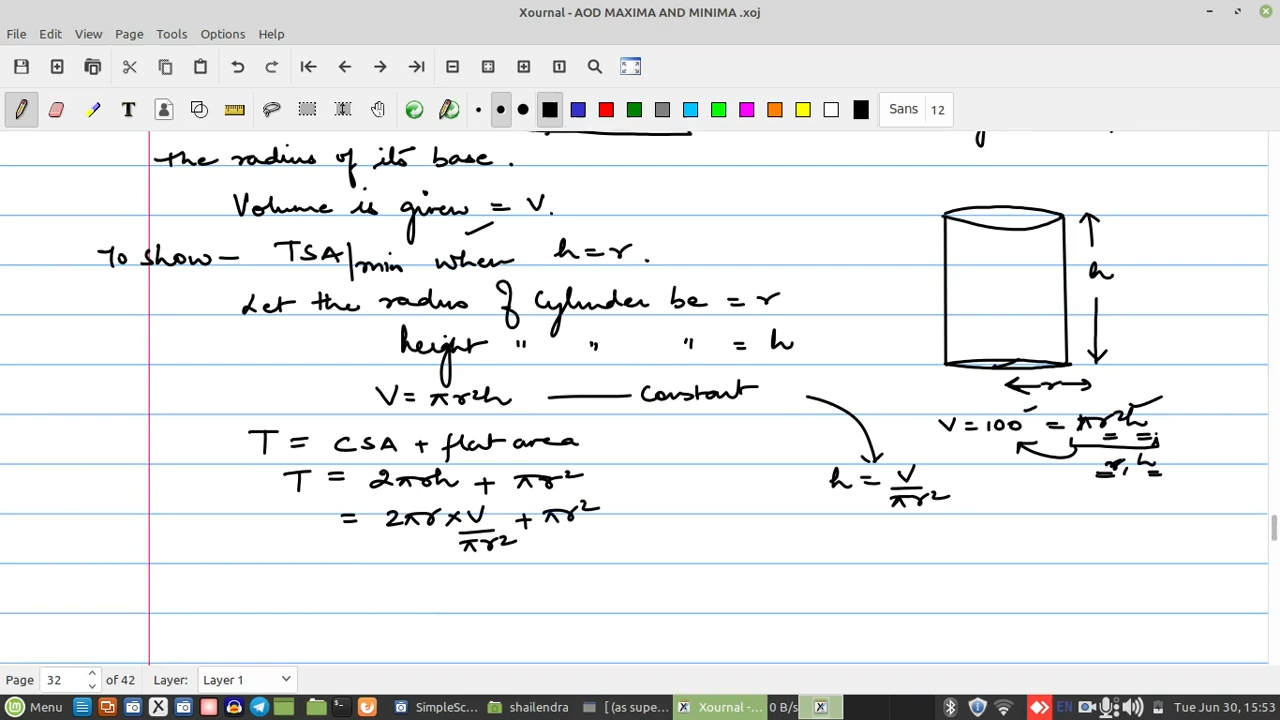 Xournal - AOD MAXIMA AND MINIMA .xoj
File Edit View Page Tools Options Help
Sans 12
the radius of its base.
Volume is given = V.
To show - TSA/min when h=r.
Let the radius of cylinder be = r
height " " " = h
V = πr²h ——— Constant
T = CSA + flat area
T = 2πrh + πr²
= 2πr × V/πr² + πr²
h
r
V = 100 = πr²h
r, h
h = V/πr²
Page 32 of 42 Layer: Layer 1
Menu SimpleSc... shailendra [(as supe... Xournal -... 0 B/s EN Tue Jun 30, 15:53